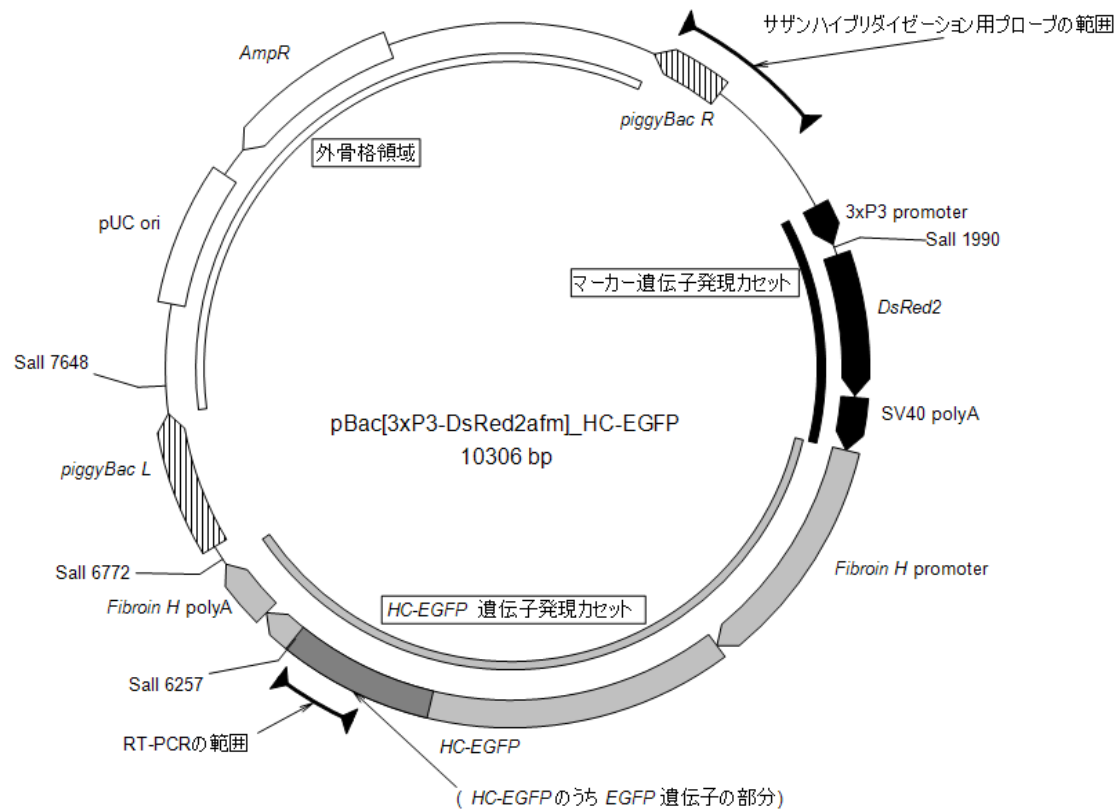 サザンハイブリダイゼーション用プローブの範囲
AmpR
piggyBac R
外骨格領域
pUC ori
3xP3 promoter
SalI 1990
マーカー遺伝子発現カセット
DsRed2
SalI 7648
pBac[3xP3-DsRed2afm]_HC-EGFP
10306 bp
SV40 polyA
piggyBac L
SalI 6772
Fibroin H promoter
Fibroin H polyA
HC-EGFP 遺伝子発現カセット
SalI 6257
RT-PCRの範囲
HC-EGFP
( HC-EGFPのうち EGFP 遺伝子の部分)